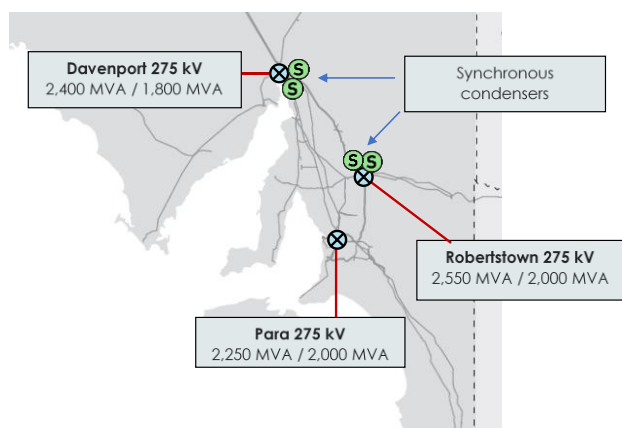 Davenport 275 kV
2,400 MVA / 1,800 MVA
Synchronous
condensers
S
S
S S
Robertstown 275 kV
2,550 MVA / 2,000 MVA
Para 275 kV
2,250 MVA / 2,000 MVA